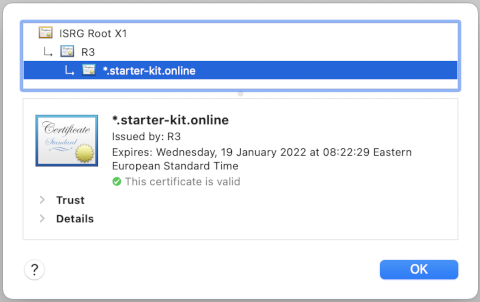 ISRG Root X1
R3
*.starter-kit.online
Certificate
Standard
*.starter-kit.online
Issued by: R3
Expires: Wednesday, 19 January 2022 at 08:22:29 Eastern
European Standard Time
This certificate is valid
Trust
Details
?
OK